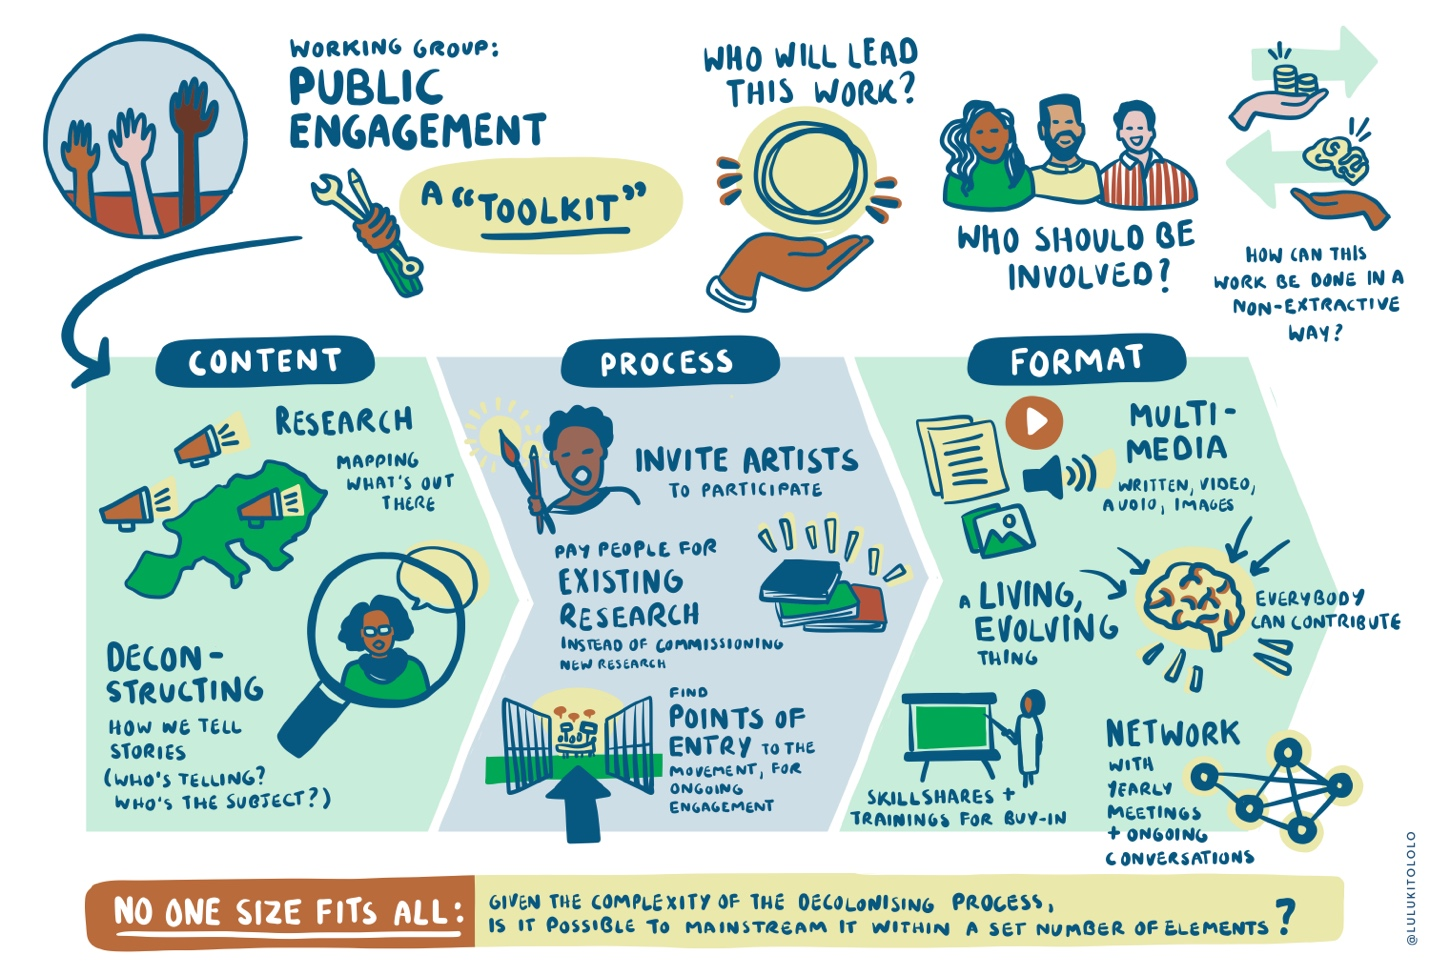 WORKING GROUP:
PUBLIC
ENGAGEMENT
A "TOOLKIT"
WHO WILL LEAD
THIS WORK?
WHO SHOULD BE
INVOLVED?
HOW CAN THIS
WORK BE DONE IN A
NON-EXTRACTIVE
WAY?
CONTENT
RESEARCH
MAPPING
WHAT'S OUT
THERE
DECON-
STRUCTING
HOW WE TELL
STORIES
(WHO'S TELLING?
WHO'S THE SUBJECT?)
PROCESS
INVITE ARTISTS
TO PARTICIPATE
PAY PEOPLE FOR
EXISTING
RESEARCH
INSTEAD OF COMMISSIONING
NEW RESEARCH
FIND
POINTS OF
ENTRY TO THE
MOVEMENT, FOR
ONGOING
ENGAGEMENT
FORMAT
MULTI-
MEDIA
WRITTEN, VIDEO,
AUDIO, IMAGES
A LIVING,
EVOLVING
THING
EVERYBODY
CAN CONTRIBUTE
SKILLSHARES +
TRAININGS FOR BUY-IN
NETWORK
WITH
YEARLY
MEETINGS
+ ONGOING
CONVERSATIONS
NO ONE SIZE FITS ALL:
GIVEN THE COMPLEXITY OF THE DECOLONISING PROCESS,
IS IT POSSIBLE TO MAINSTREAM IT WITHIN A SET NUMBER OF ELEMENTS?
@LULUKITOLOLO